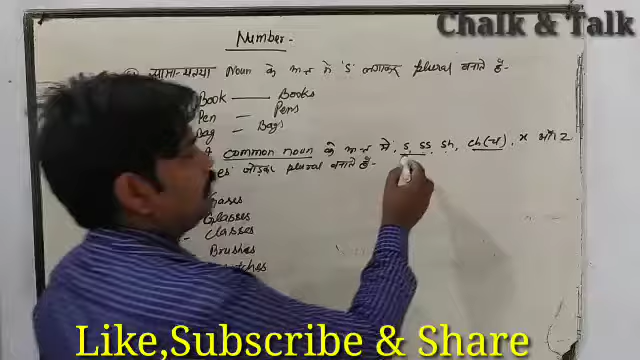 Chalk & Talk
Number -
सामान्यतया Noun के अन्त में 's' लगाकर plural बनाते हैं-
Book — Books
Pen = Pens
Bag = Bags
common noun के अन्त में, s, ss, sh, ch(च), x और z
es' जोड़कर plural बनाते हैं-
Glasses
classes
Brushes
Like,Subscribe & Share